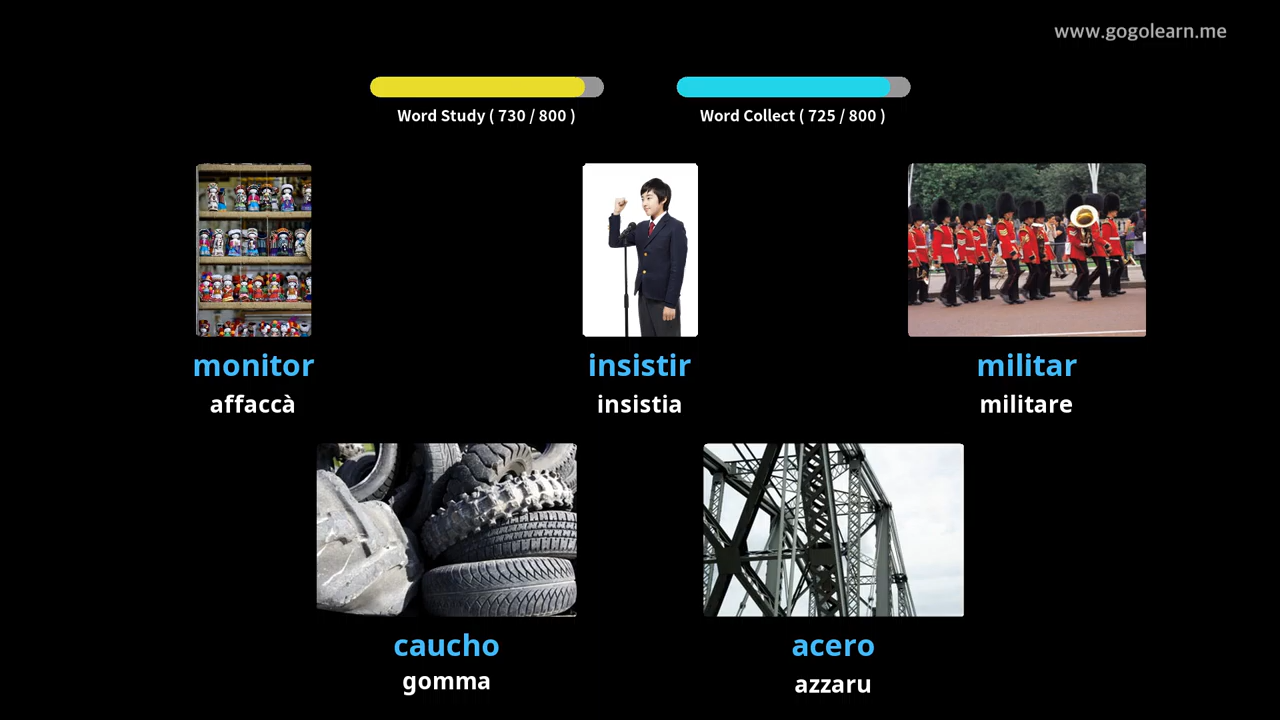 www.gogolearn.me
Word Study ( 730 / 800 )
Word Collect ( 725 / 800 )
monitor
affaccà
insistir
insistia
militar
militare
caucho
gomma
acero
azzaru